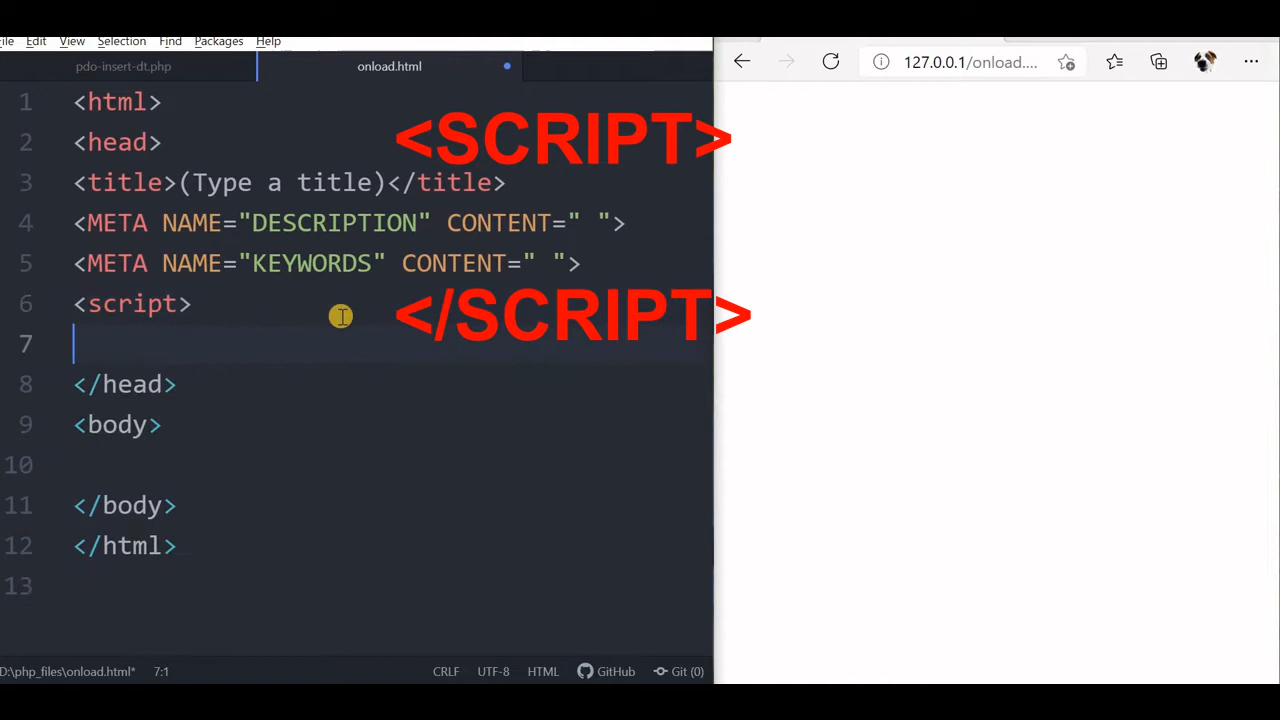 ile Edit View Selection Find Packages Help
pdo-insert-dt.php
onload.html
127.0.0.1/onload....
1 <html>
2 <head>
<SCRIPT>
3 <title>(Type a title)</title>
4 <META NAME="DESCRIPTION" CONTENT=" ">
5 <META NAME="KEYWORDS" CONTENT=" ">
6 <script>
</SCRIPT>
7
8 </head>
9 <body>
10
11 </body>
12 </html>
13
D:\php_files\onload.html* 7:1 CRLF UTF-8 HTML GitHub Git (0)